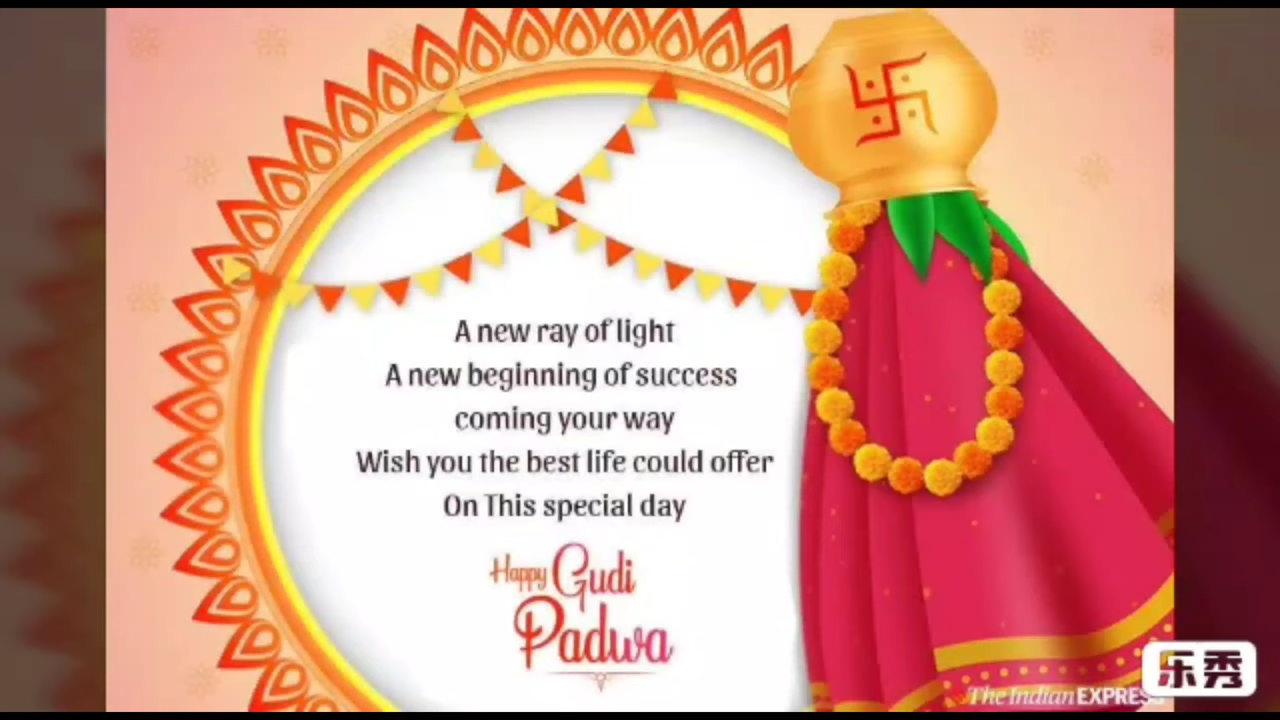 A new ray of light
A new beginning of success
coming your way
Wish you the best life could offer
On This special day
Happy Gudi
Padwa
乐秀
The Indian EXPRESS